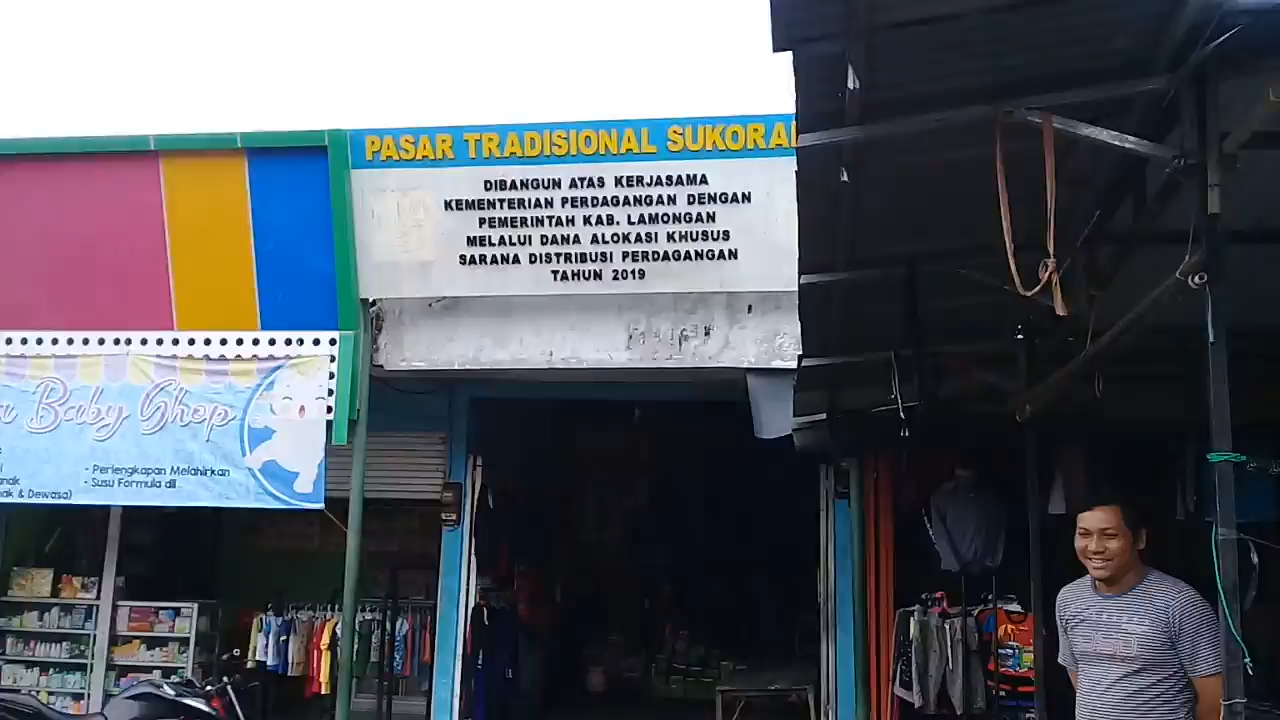 PASAR TRADISIONAL SUKORA
DIBANGUN ATAS KERJASAMA
KEMENTERIAN PERDAGANGAN DENGAN
PEMERINTAH KAB. LAMONGAN
MELALUI DANA ALOKASI KHUSUS
SARANA DISTRIBUSI PERDAGANGAN
TAHUN 2019
Baby Shop
- Perlengkapan Melahirkan
- Susu Formula dll
& Dewasa)